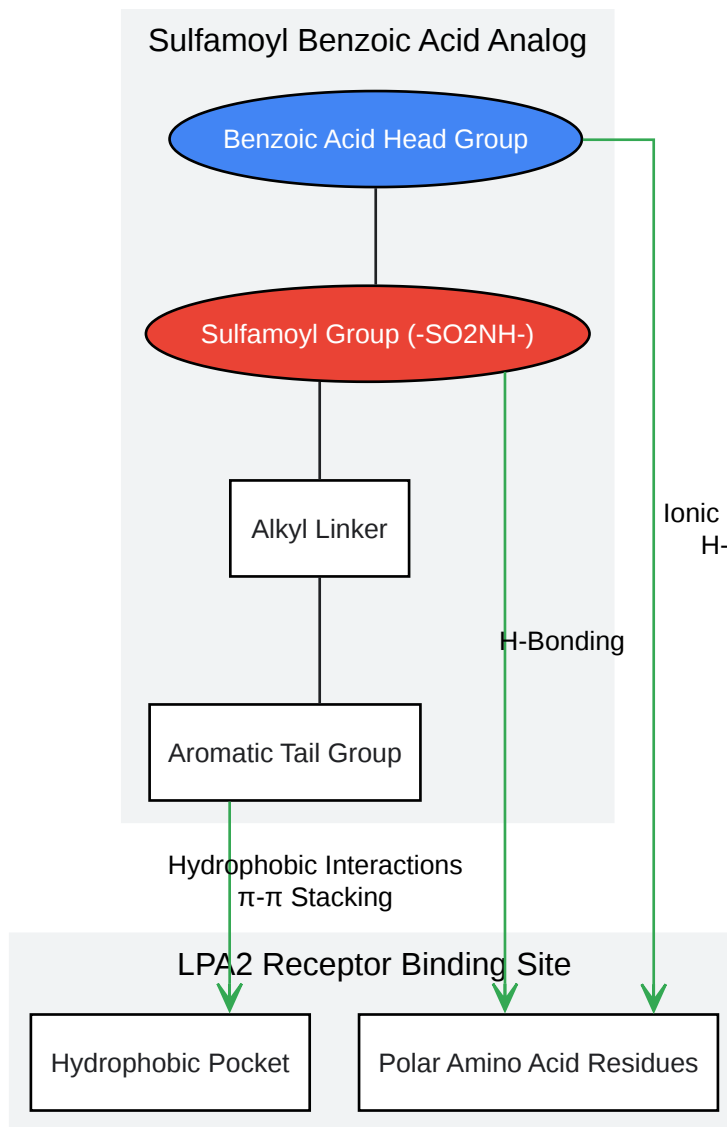 Sulfamoyl Benzoic Acid Analog
Benzoic Acid Head Group
Sulfamoyl Group (-SO2NH-)
Alkyl Linker
Ionic
H-
H-Bonding
Aromatic Tail Group
Hydrophobic Interactions
π-π Stacking
LPA2 Receptor Binding Site
Hydrophobic Pocket
Polar Amino Acid Residues